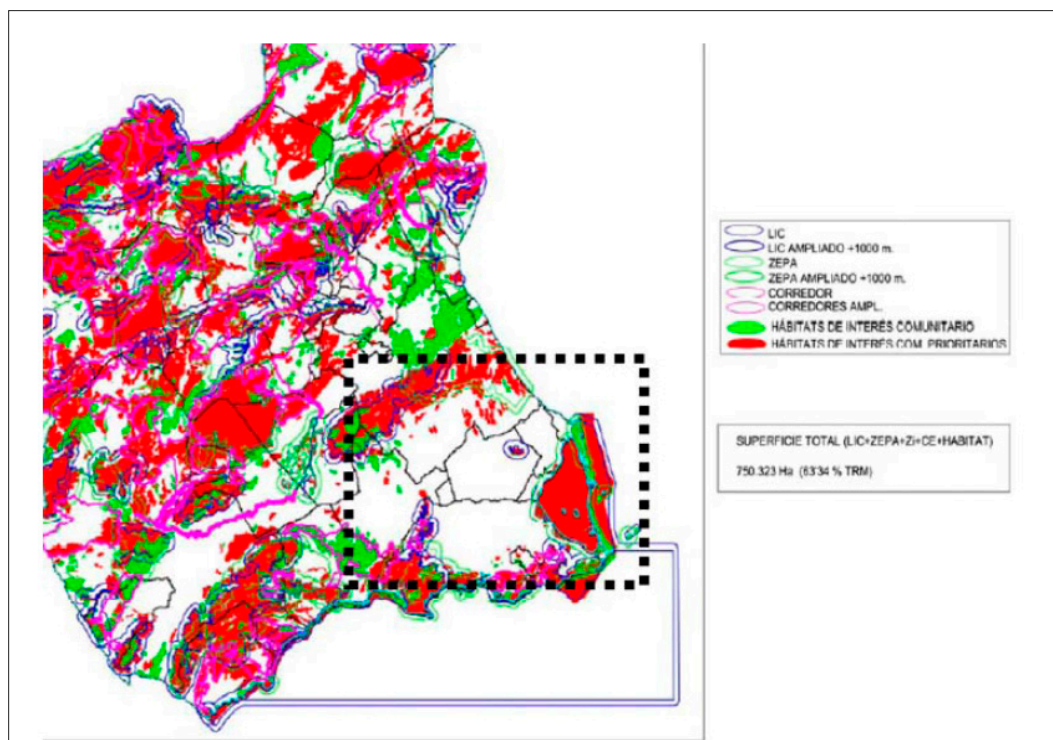 LIC
LIC AMPLIADO +1000 m.
ZEPA
ZEPA AMPLIADO +1000 m.
CORREDOR
CORREDORES AMPL.
HÁBITATS DE INTERÉS COMUNITARIO
HÁBITATS DE INTERÉS COM. PRIORITARIOS
SUPERFICIE TOTAL (LIC+ZEPA+Zi+CE+HABITAT)
750.323 Ha (63'34 % TRM)